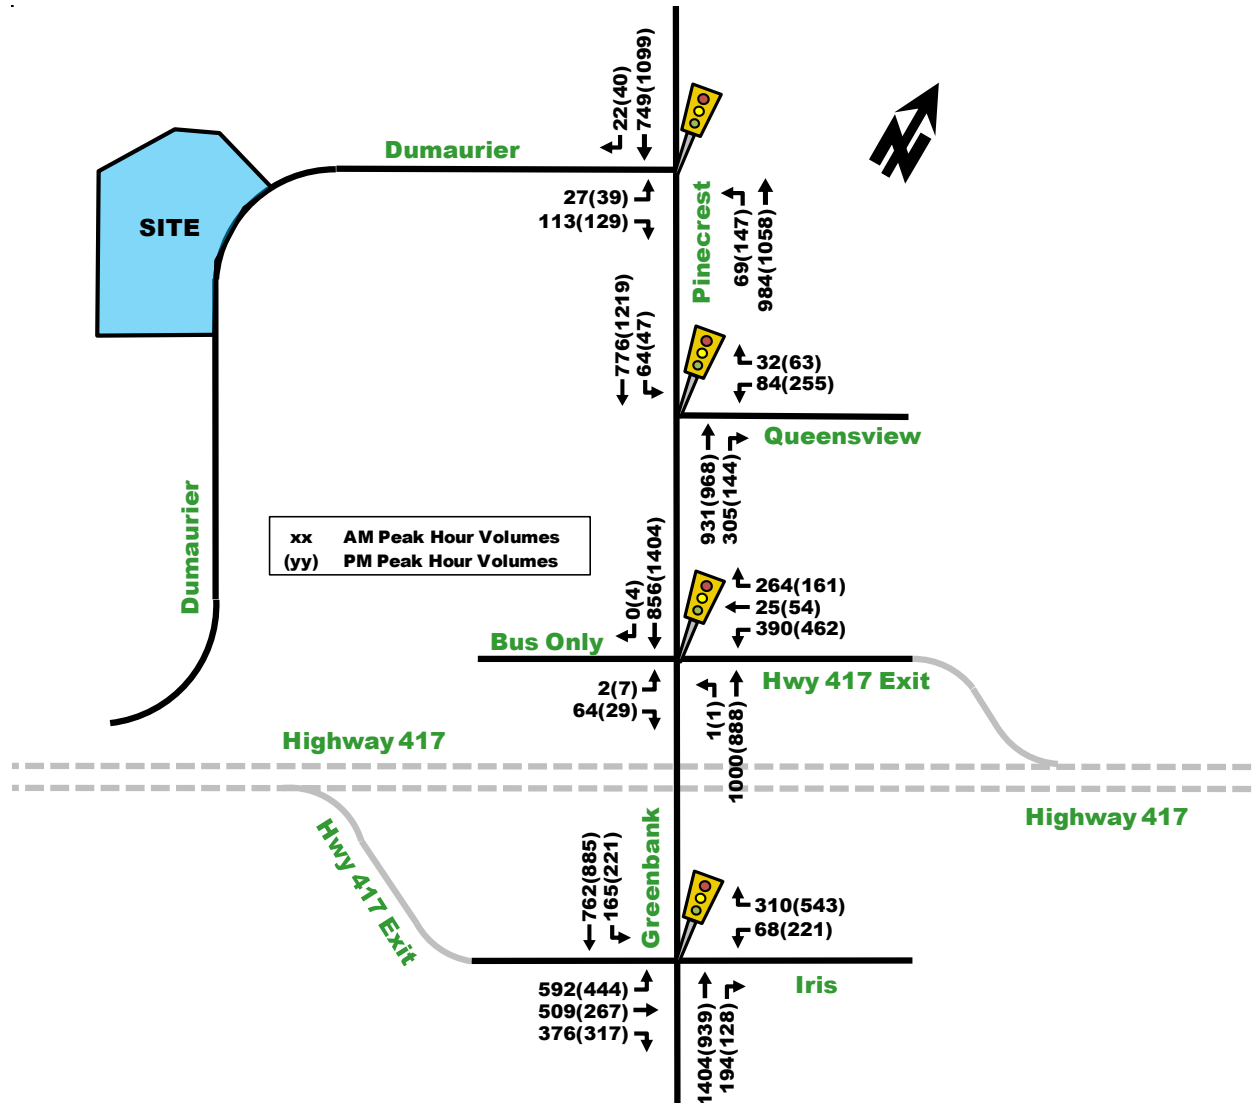 22(40)
749(1099)
Dumaurier
27(39)
113(129)
Pinecrest
69(147)
984(1058)
SITE
776(1219)
64(47)
32(63)
84(255)
Queensview
931(968)
305(144)
Dumaurier
xx AM Peak Hour Volumes
(yy) PM Peak Hour Volumes
0(4)
856(1404)
264(161)
25(54)
390(462)
Bus Only
Hwy 417 Exit
2(7)
64(29)
1(1)
1000(888)
Highway 417
Highway 417
Hwy 417 Exit
762(885)
165(221)
Greenbank
310(543)
68(221)
Iris
592(444)
509(267)
376(317)
1404(939)
194(128)
N